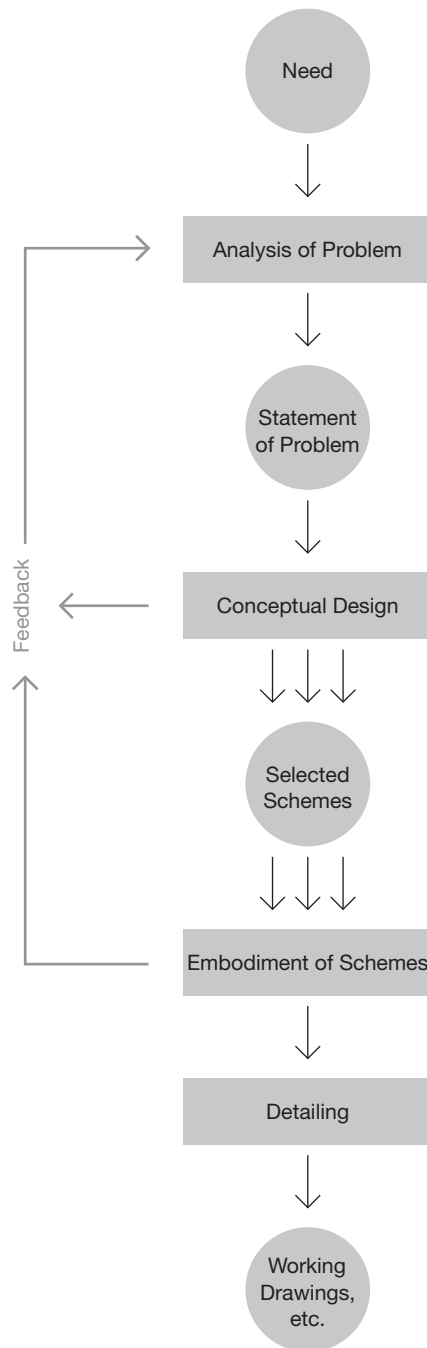 Need
Analysis of Problem
Statement
of Problem
Feedback
Conceptual Design
Selected
Schemes
Embodiment of Schemes
Detailing
Working
Drawings,
etc.